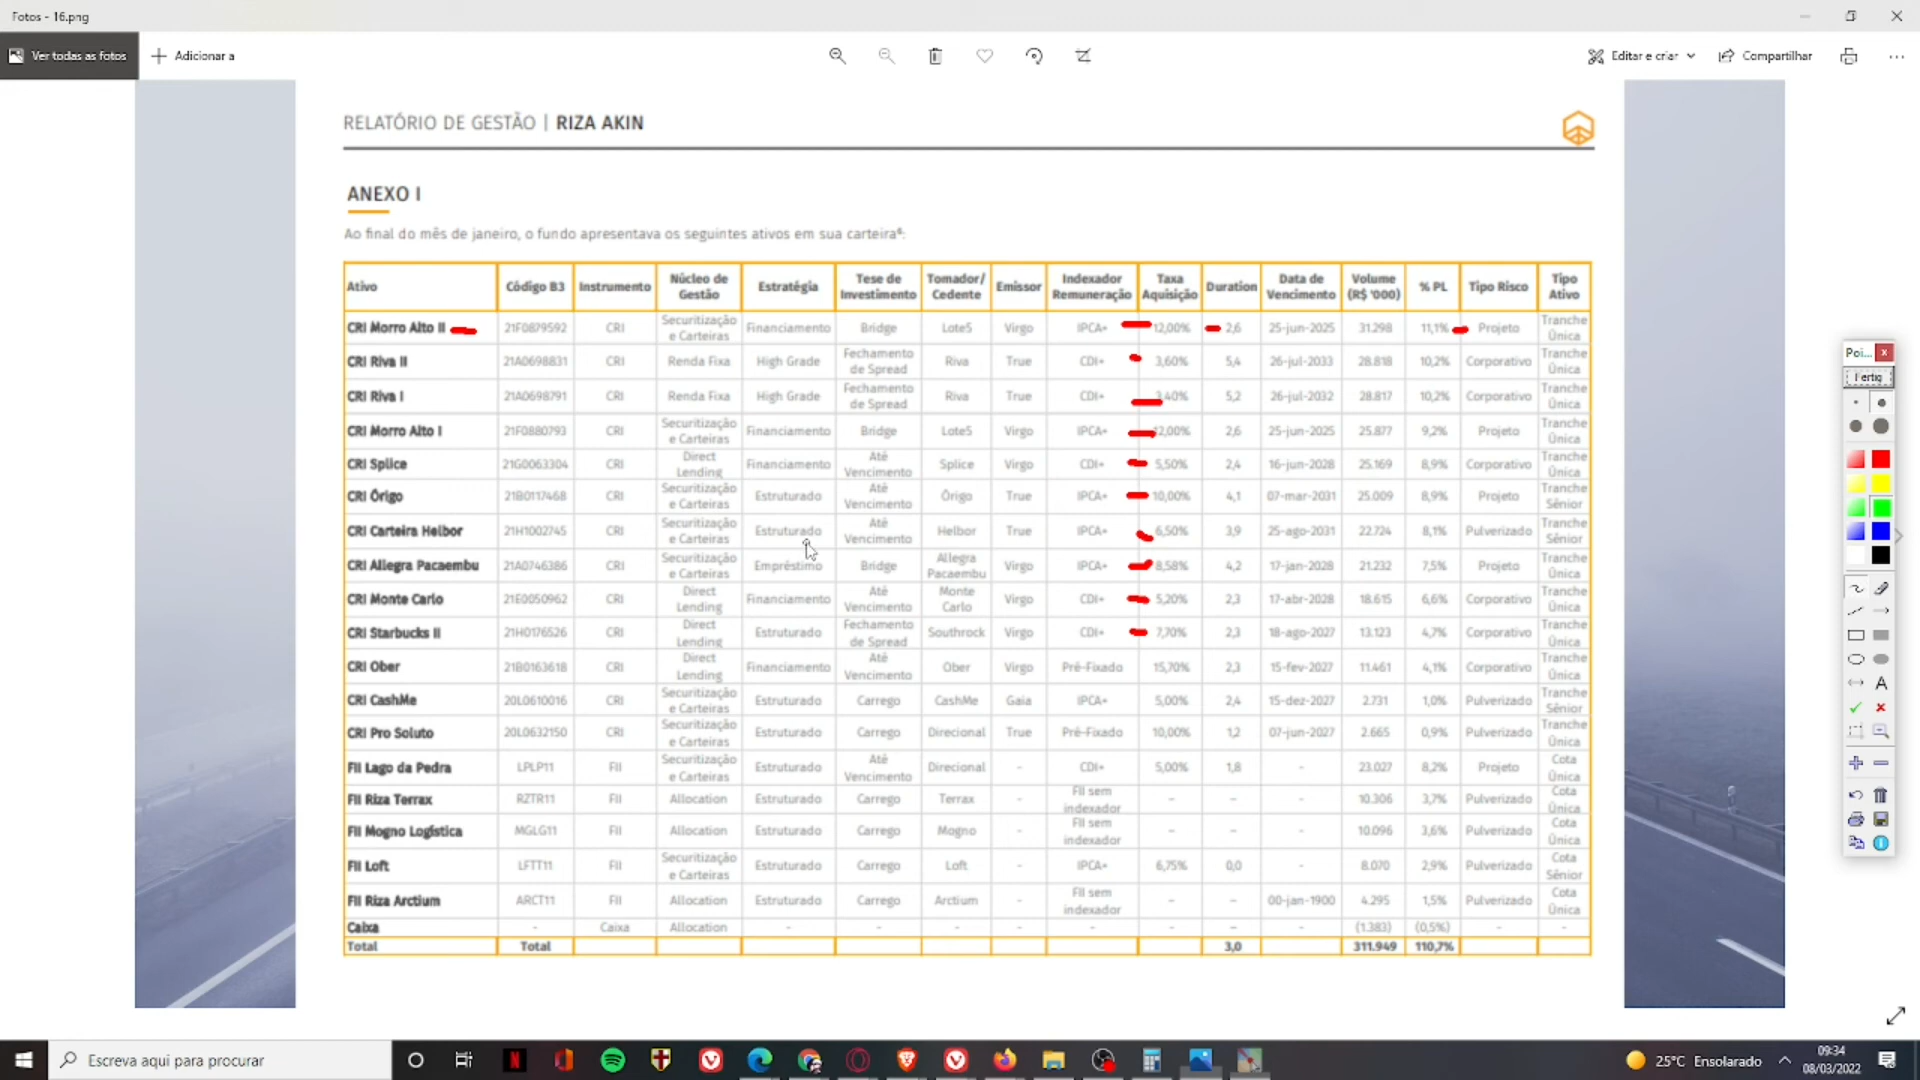 Fotos - 16.png
Ver todas as fotos
Adicionar a
Editar e criar
Compartilhar
RELATÓRIO DE GESTÃO | RIZA AKIN
ANEXO I
Ao final do mês de janeiro, o fundo apresentava os seguintes ativos em sua carteira⁶:
Ativo Código B3 Instrumento Núcleo de Gestão Estratégia Tese de Investimento Tomador/ Cedente Emissor Indexador Remuneração Taxa Aquisição Duration Data de Vencimento Volume (R$ '000) % PL Tipo Risco Tipo Ativo
CRI Morro Alto II 21F0879592 CRI Securitização e Carteiras Financiamento Bridge Lote5 Virgo IPCA+ 12,00% 2,6 25-jun-2025 31.298 11,1% Projeto Tranche Única
CRI Riva II 21A0698831 CRI Renda Fixa High Grade Fechamento de Spread Riva True CDI+ 3,60% 5,4 26-jul-2033 28.818 10,2% Corporativo Tranche Única
CRI Riva I 21A0698791 CRI Renda Fixa High Grade Fechamento de Spread Riva True CDI+ 3,40% 5,2 26-jul-2032 28.817 10,2% Corporativo Tranche Única
CRI Morro Alto I 21F0880793 CRI Securitização e Carteiras Financiamento Bridge Lote5 Virgo IPCA+ 12,00% 2,6 25-jun-2025 25.877 9,2% Projeto Tranche Única
CRI Splice 21G0063304 CRI Direct Lending Financiamento Até Vencimento Splice Virgo CDI+ 5,50% 2,4 16-jun-2028 25.169 8,9% Corporativo Tranche Única
CRI Órigo 21B0117468 CRI Securitização e Carteiras Estruturado Até Vencimento Órigo True IPCA+ 10,00% 4,1 07-mar-2031 25.009 8,9% Projeto Tranche Sênior
CRI Carteira Helbor 21H1002745 CRI Securitização e Carteiras Estruturado Até Vencimento Helbor True IPCA+ 6,50% 3,9 25-ago-2031 22.724 8,1% Pulverizado Tranche Sênior
CRI Allegra Pacaembu 21A0746386 CRI Securitização e Carteiras Empréstimo Bridge Allegra Pacaembu Virgo IPCA+ 8,58% 4,2 17-jan-2028 21.232 7,5% Projeto Tranche Única
CRI Monte Carlo 21E0050962 CRI Direct Lending Financiamento Até Vencimento Monte Carlo Virgo CDI+ 5,20% 2,3 17-abr-2028 18.615 6,6% Corporativo Tranche Única
CRI Starbucks II 21H0176526 CRI Direct Lending Estruturado Fechamento de Spread Southrock Virgo CDI+ 7,70% 2,3 18-ago-2027 13.123 4,7% Corporativo Tranche Única
CRI Ober 21B0163618 CRI Direct Lending Financiamento Até Vencimento Ober Virgo Pré-Fixado 15,70% 2,3 15-fev-2027 11.461 4,1% Corporativo Tranche Única
CRI CashMe 20L0610016 CRI Securitização e Carteiras Estruturado Carrego CashMe Gaia IPCA+ 5,00% 2,4 15-dez-2027 2.731 1,0% Pulverizado Tranche Sênior
CRI Pro Soluto 20L0632150 CRI Securitização e Carteiras Estruturado Carrego Direcional True Pré-Fixado 10,00% 1,2 07-jun-2027 2.665 0,9% Pulverizado Tranche Única
FII Lago da Pedra LPLP11 FII Securitização e Carteiras Estruturado Até Vencimento Direcional - CDI+ 5,00% 1,8 - 23.027 8,2% Projeto Cota Única
FII Riza Terrax RZTR11 FII Allocation Estruturado Carrego Terrax - FII sem indexador - - - 10.306 3,7% Pulverizado Cota Única
FII Mogno Logística MGLG11 FII Allocation Estruturado Carrego Mogno - FII sem indexador - - - 10.096 3,6% Pulverizado Cota Única
FII Loft LFTT11 FII Securitização e Carteiras Estruturado Carrego Loft - IPCA+ 6,75% 0,0 - 8.070 2,9% Pulverizado Cota Sênior
FII Riza Arctium ARCT11 FII Allocation Estruturado Carrego Arctium - FII sem indexador - - 00-jan-1900 4.295 1,5% Pulverizado Cota Única
Caixa - Caixa Allocation - - - - - - - - (1.383) (0,5%) - -
Total Total 3,0 311.949 110,7%
Poi...
Fertig
A
Escreva aqui para procurar
25°C Ensolarado
09:34
08/03/2022